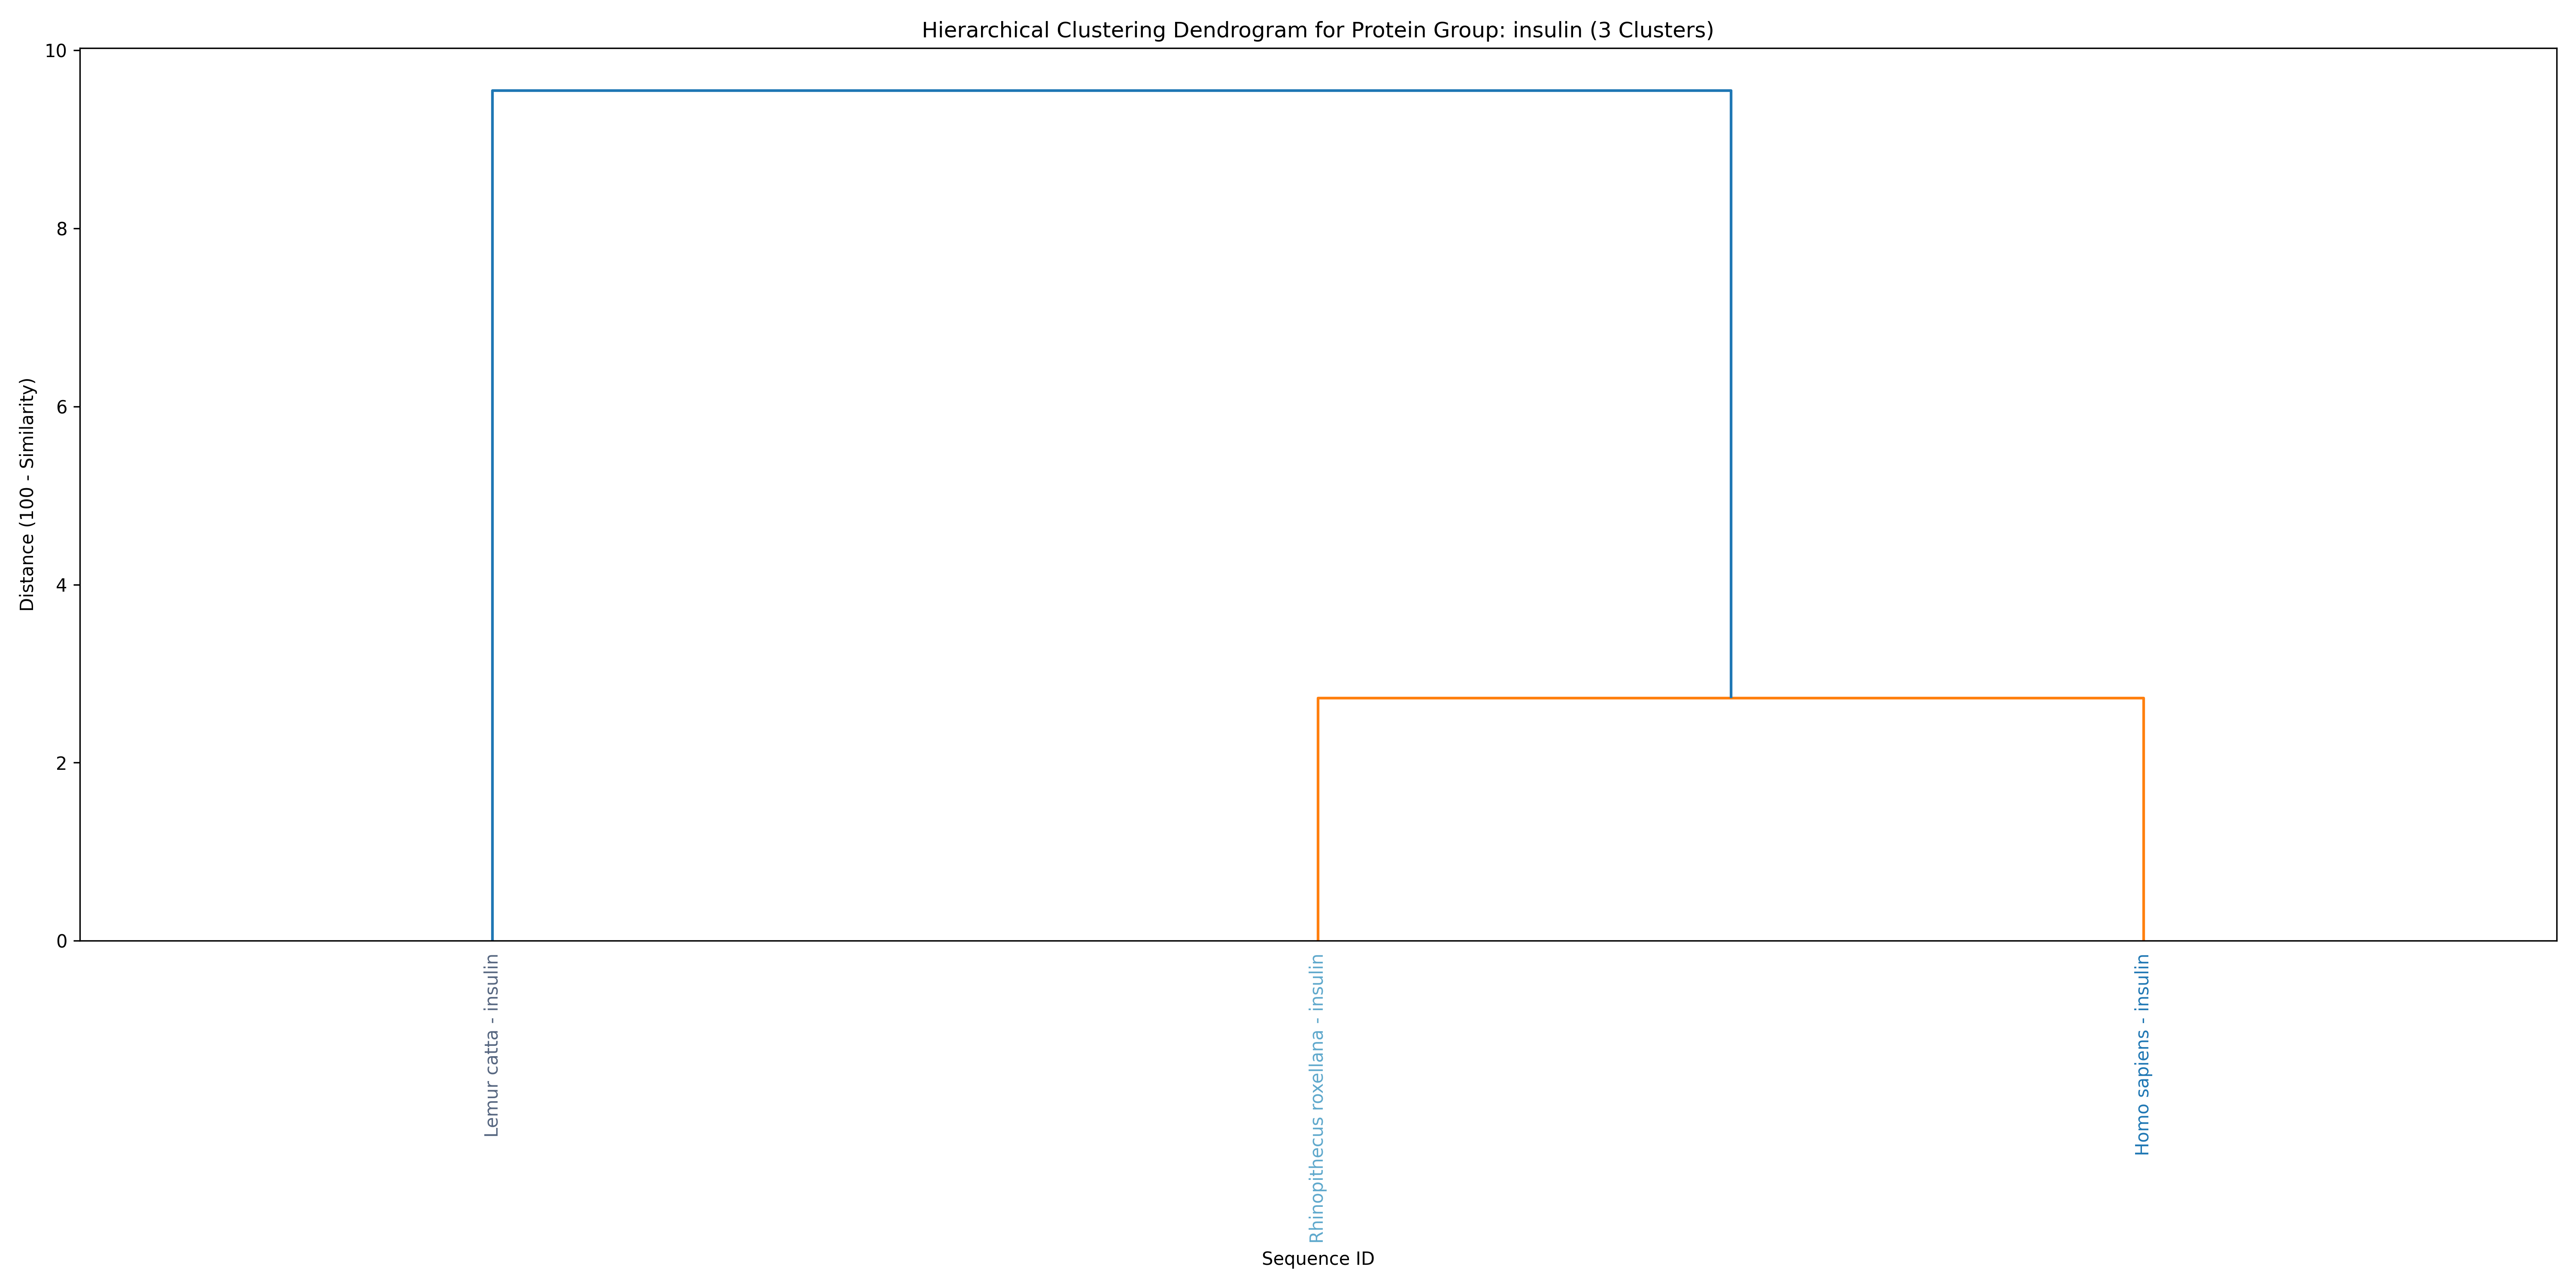 Hierarchical Clustering Dendrogram for Protein Group: insulin (3 Clusters)
Distance (100 - Similarity)
10
8
6
4
2
0
Lemur catta - insulin
Rhinopithecus roxellana - insulin
Homo sapiens - insulin
Sequence ID